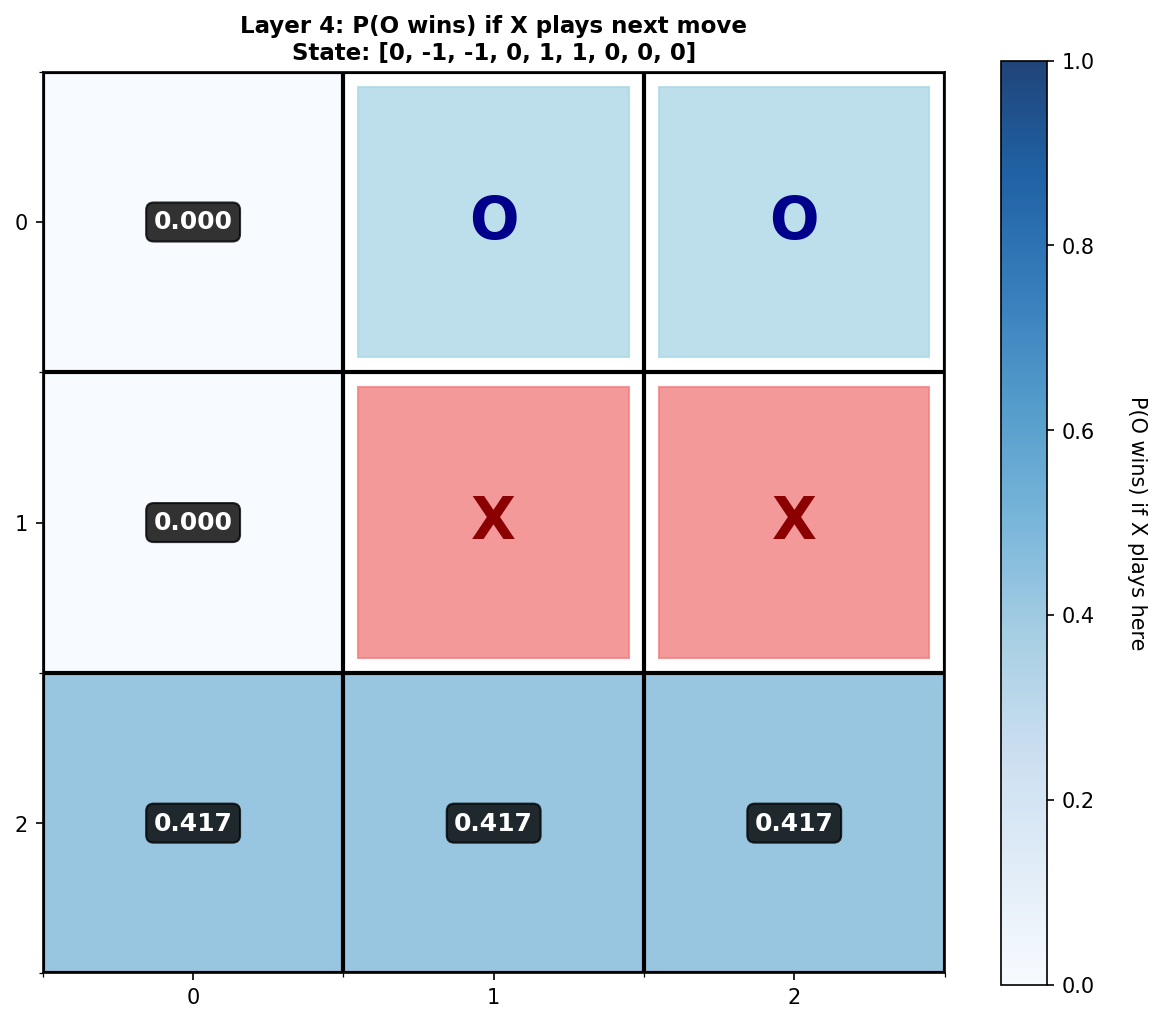 Layer 4: P(O wins) if X plays next move
State: [0, -1, -1, 0, 1, 1, 0, 0, 0]
0
0.000
O
O
1
0.000
X
X
2
0.417
0.417
0.417
0
1
2
1.0
0.8
0.6
0.4
0.2
0.0
P(O wins) if X plays here